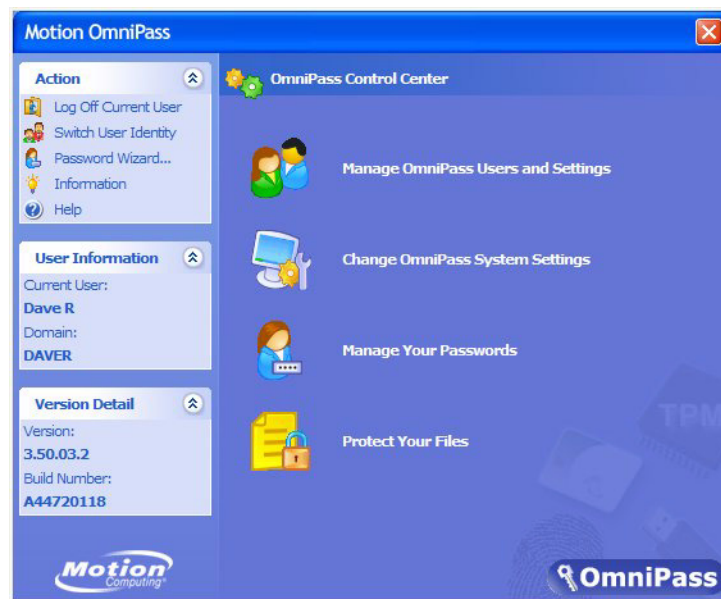 Motion OmniPass
Action
Log Off Current User
Switch User Identity
Password Wizard...
Information
Help
User Information
Current User:
Dave R
Domain:
DAVER
Version Detail
Version:
3.50.03.2
Build Number:
A44720118
Motion
Computing®
OmniPass Control Center
Manage OmniPass Users and Settings
Change OmniPass System Settings
Manage Your Passwords
Protect Your Files
TPM
OmniPass